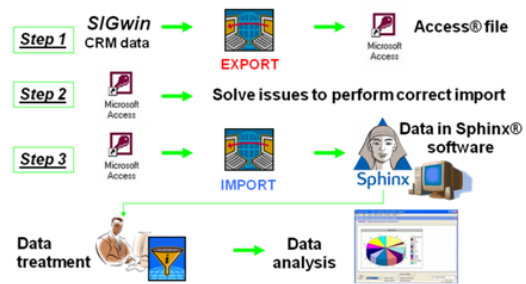 Step 1
SIGwin
CRM data
EXPORT
Microsoft
Access
Access® file
Step 2
Microsoft
Access
Solve issues to perform correct import
Step 3
Microsoft
Access
IMPORT
Sphinx
Data in Sphinx®
software
Data
treatment
Data
analysis